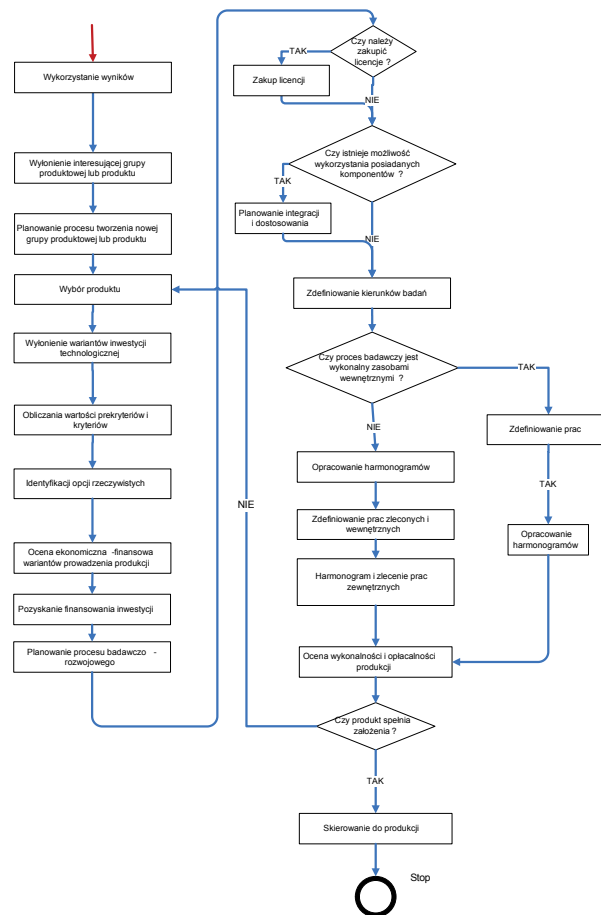 Wykorzystanie wyników
Wyłonienie interesującej grupy
produktowej lub produktu
Planowanie procesu tworzenia nowej
grupy produktowej lub produktu
Wybór produktu
Wyłonienie wariantów inwestycji
technologicznej
Obliczania wartości prekryteriów i
kryteriów
Identyfikacji opcji rzeczywistych
Ocena ekonomiczna -finansowa
wariantów prowadzenia produkcji
Pozyskanie finansowania inwestycji
Planowanie procesu badawczo -
rozwojowego
Czy należy
zakupić
licencje ?
TAK
Zakup licencji
NIE
Czy istnieje możliwość
wykorzystania posiadanych
komponentów ?
TAK
Planowanie integracji
i dostosowania
NIE
Zdefiniowanie kierunków badań
Czy proces badawczy jest
wykonalny zasobami
wewnętrznymi ?
TAK
NIE
Zdefiniowanie prac
TAK
Opracowanie
harmonogramów
Opracowanie harmonogramów
Zdefiniowanie prac zleconych i
wewnętrznych
Harmonogram i zlecenie prac
zewnętrznych
Ocena wykonalności i opłacalności
produkcji
Czy produkt spełnia
założenia ?
NIE
TAK
Skierowanie do produkcji
Stop